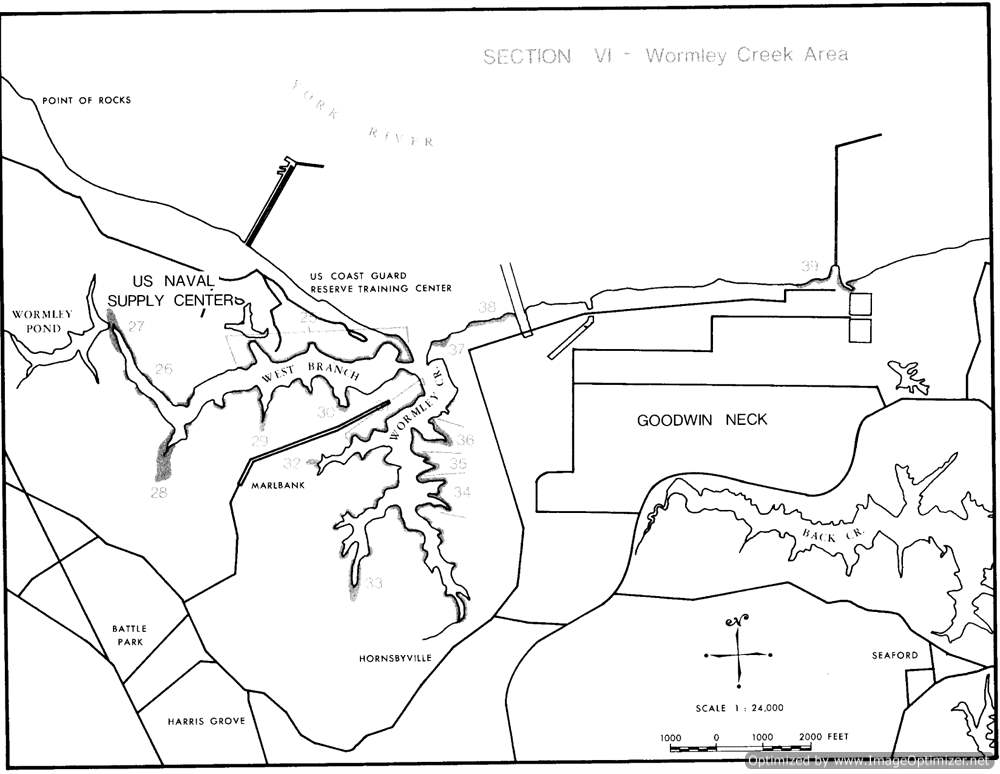 SECTION VI - Wormley Creek Area
YORK RIVER
POINT OF ROCKS
US NAVAL
SUPPLY CENTER
US COAST GUARD
RESERVE TRAINING CENTER
WORMLEY
POND
39
38
27
25
37
26
WEST BRANCH
WORMLEY CR.
30
31
29
36
32
35
28
34
MARLBANK
33
GOODWIN NECK
BACK CR.
BATTLE
PARK
HORNSBYVILLE
HARRIS GROVE
SEAFORD
N
SCALE 1 : 24,000
1000 0 1000 2000 FEET
Optimized by www.ImageOptimizer.net